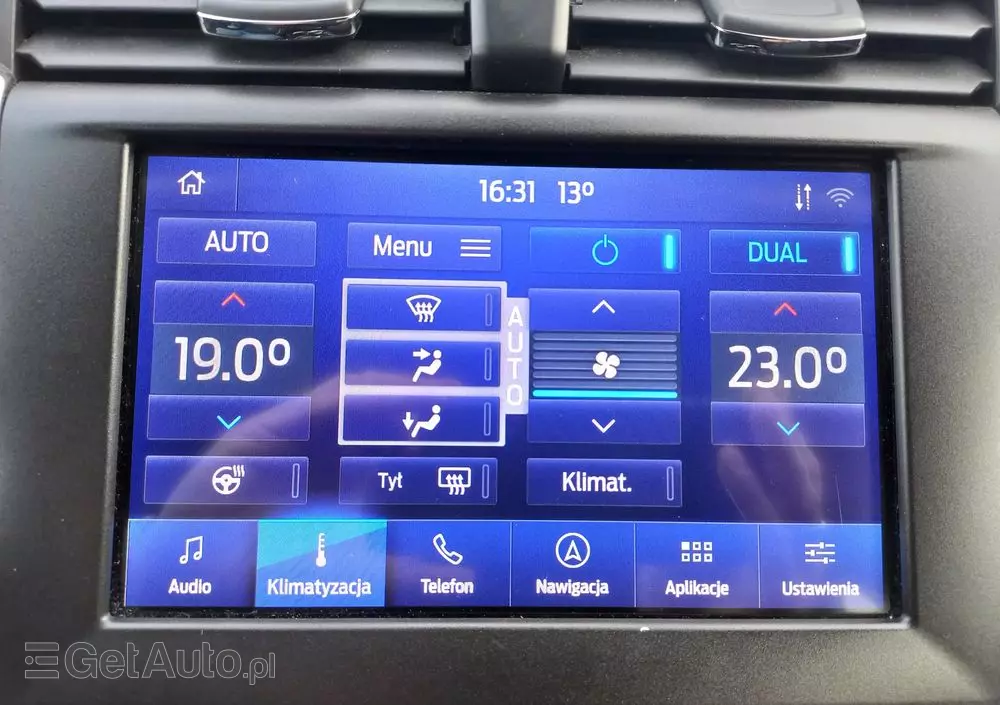 16:31 13º
AUTO
Menu
DUAL
19.0º
AUTO
23.0º
Tył
Klimat.
Audio
Klimatyzacja
Telefon
Nawigacja
Aplikacje
Ustawienia
GetAuto.pl